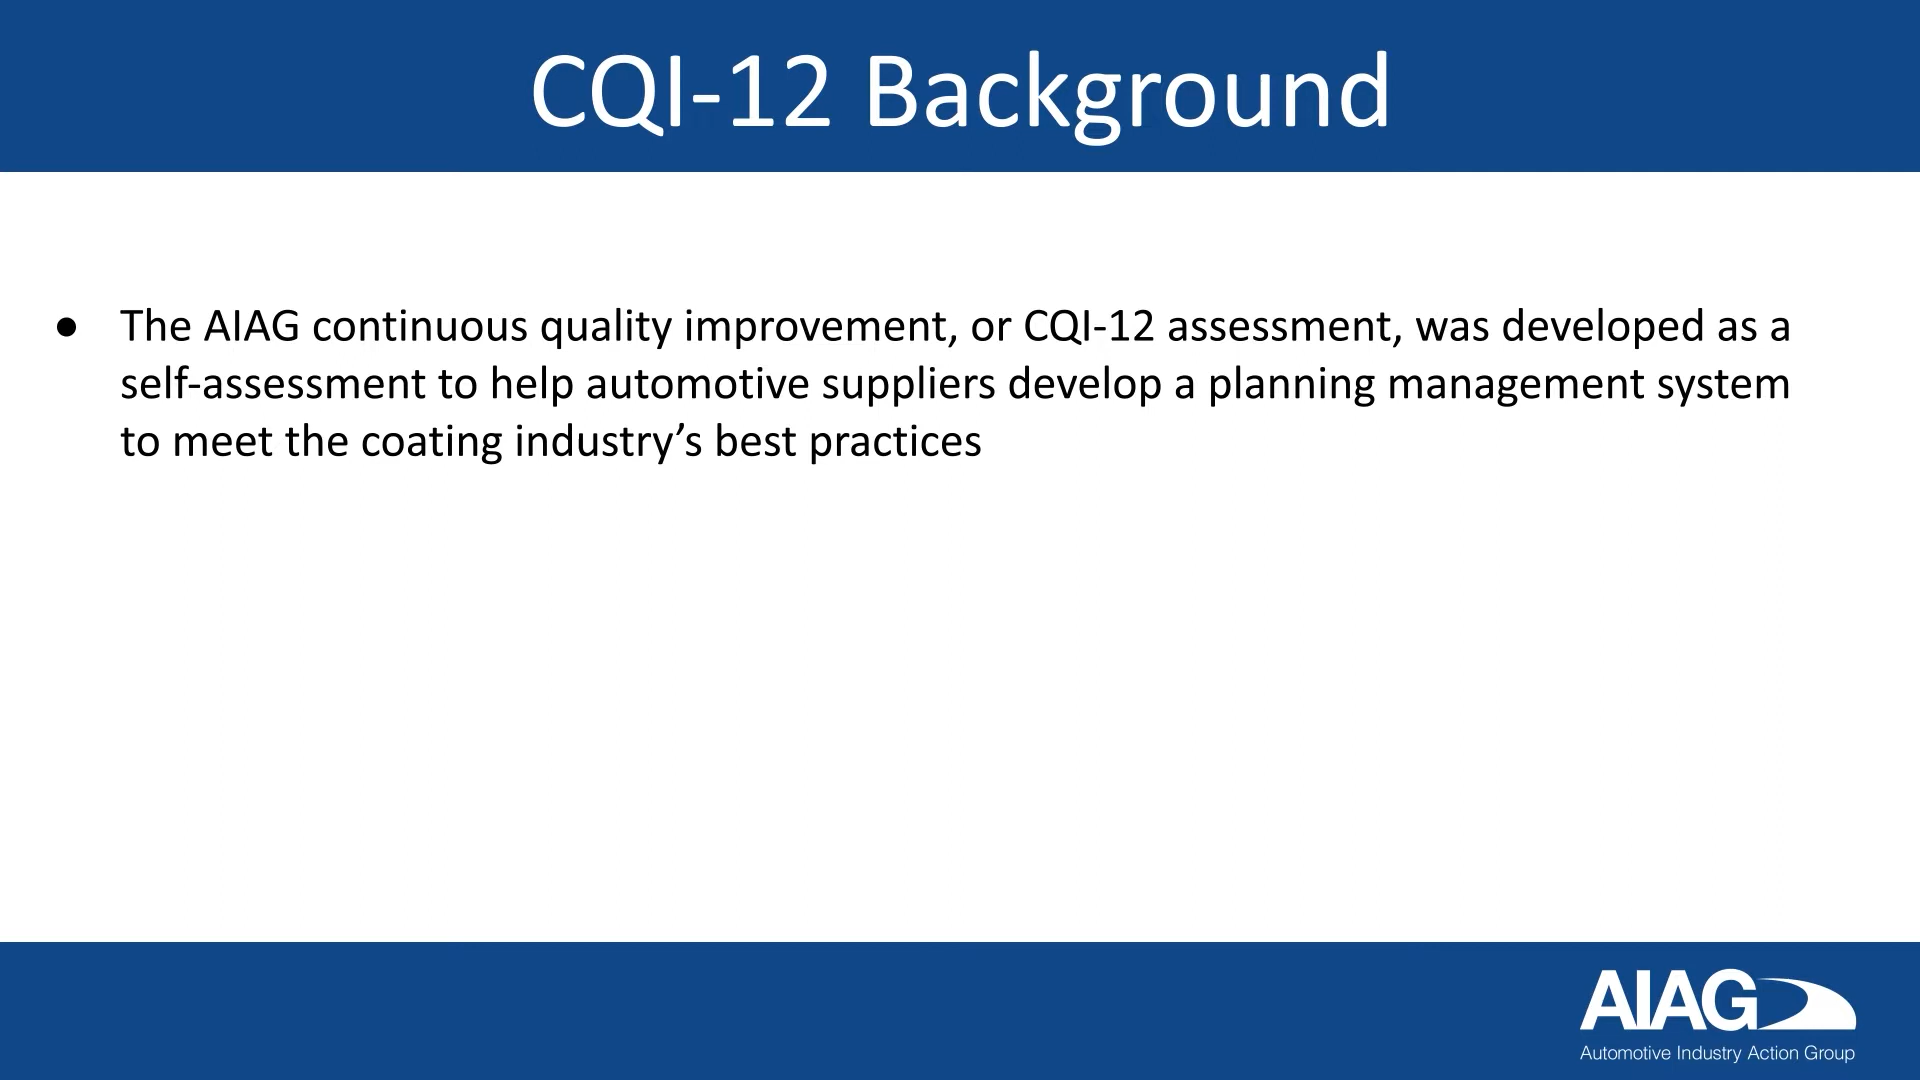 CQI-12 Background
● The AIAG continuous quality improvement, or CQI-12 assessment, was developed as a
self-assessment to help automotive suppliers develop a planning management system
to meet the coating industry’s best practices
AIAG
Automotive Industry Action Group